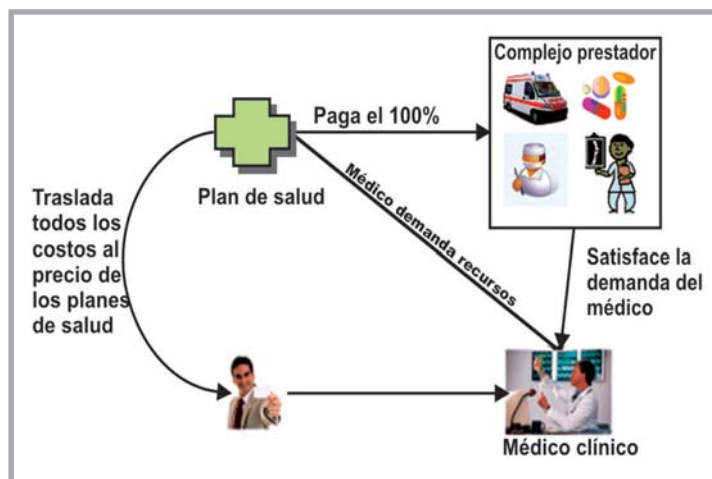 Complejo prestador
Paga el 100%
Plan de salud
Médico demanda recursos
Traslada
todos los
costos al
precio de
los planes
de salud
Satisface la
demanda del
médico
Médico clínico